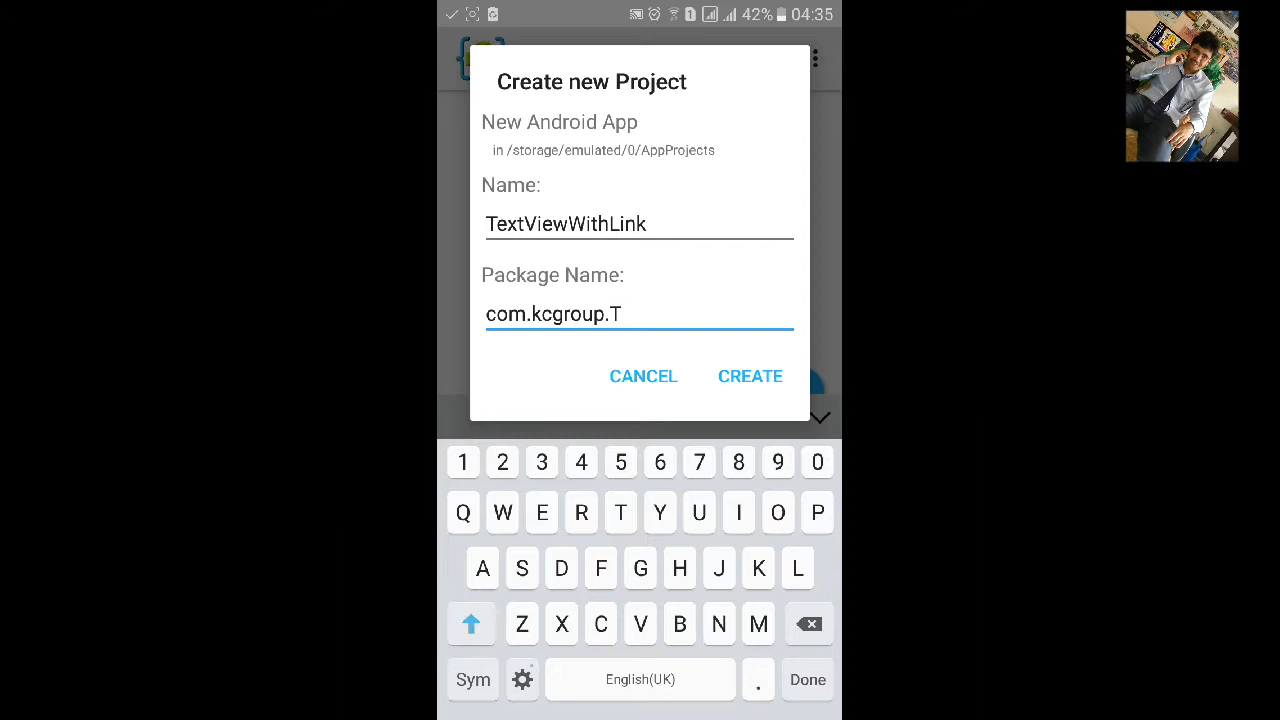 1 42% 04:35
Create new Project
New Android App
in /storage/emulated/0/AppProjects
Name:
TextViewWithLink
Package Name:
com.kcgroup.T
CANCEL CREATE
1 2 3 4 5 6 7 8 9 0
Q W E R T Y U I O P
A S D F G H J K L
Z X C V B N M
Sym English(UK) . Done